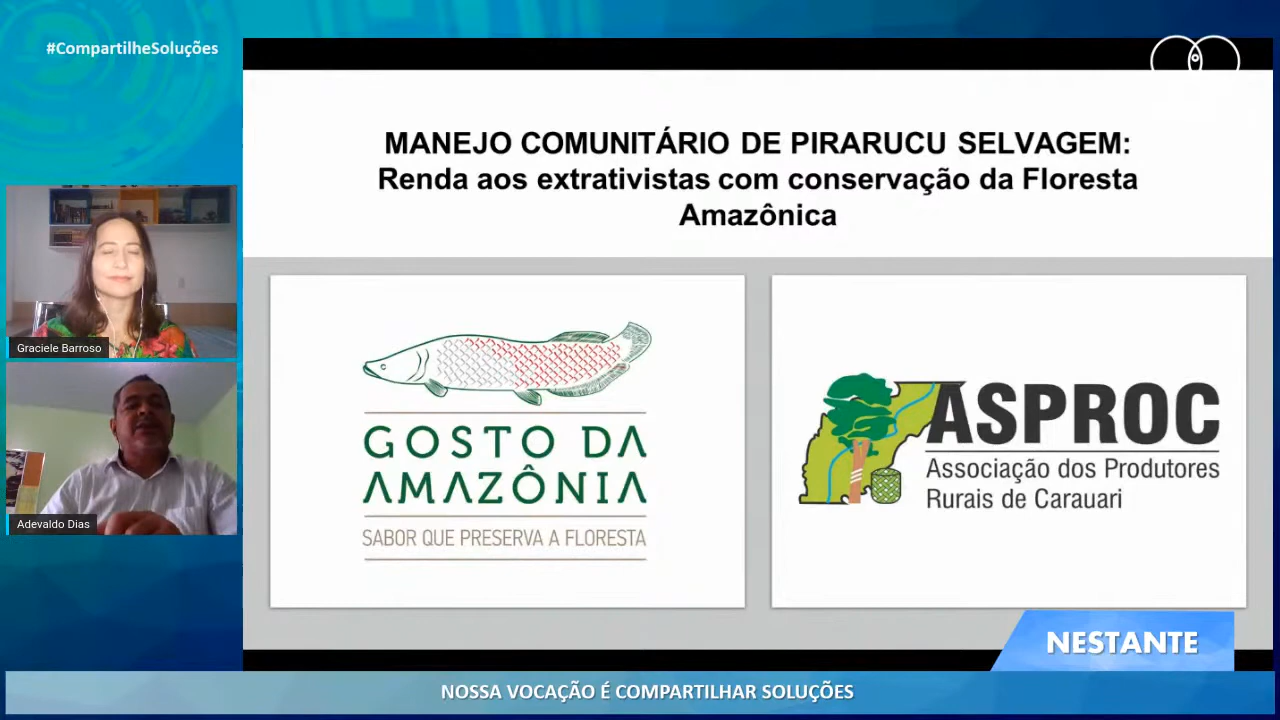 #CompartilheSoluções
MANEJO COMUNITÁRIO DE PIRARUCU SELVAGEM:
Renda aos extrativistas com conservação da Floresta
Amazônica
Graciele Barroso
Adevaldo Dias
GOSTO DA
AMAZÔNIA
SABOR QUE PRESERVA A FLORESTA
ASPROC
Associação dos Produtores
Rurais de Carauari
NESTANTE
NOSSA VOCAÇÃO É COMPARTILHAR SOLUÇÕES